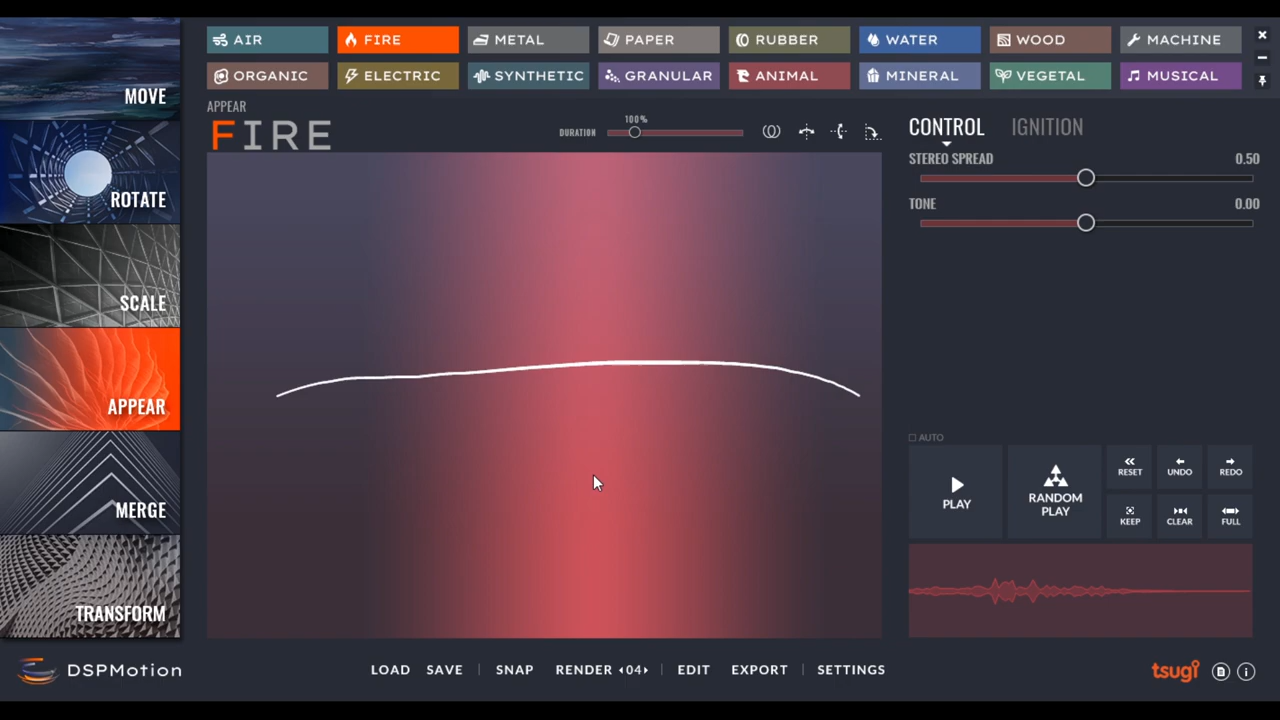 MOVE
ROTATE
SCALE
APPEAR
MERGE
TRANSFORM
AIR
FIRE
METAL
PAPER
RUBBER
WATER
WOOD
MACHINE
ORGANIC
ELECTRIC
SYNTHETIC
GRANULAR
ANIMAL
MINERAL
VEGETAL
MUSICAL
APPEAR
FIRE
DURATION
100%
CONTROL
IGNITION
STEREO SPREAD 0.50
TONE 0.00
AUTO
PLAY
RANDOM
PLAY
RESET
UNDO
REDO
KEEP
CLEAR
FULL
DSPMOTION
LOAD
SAVE
SNAP
RENDER 04
EDIT
EXPORT
SETTINGS
tsugi